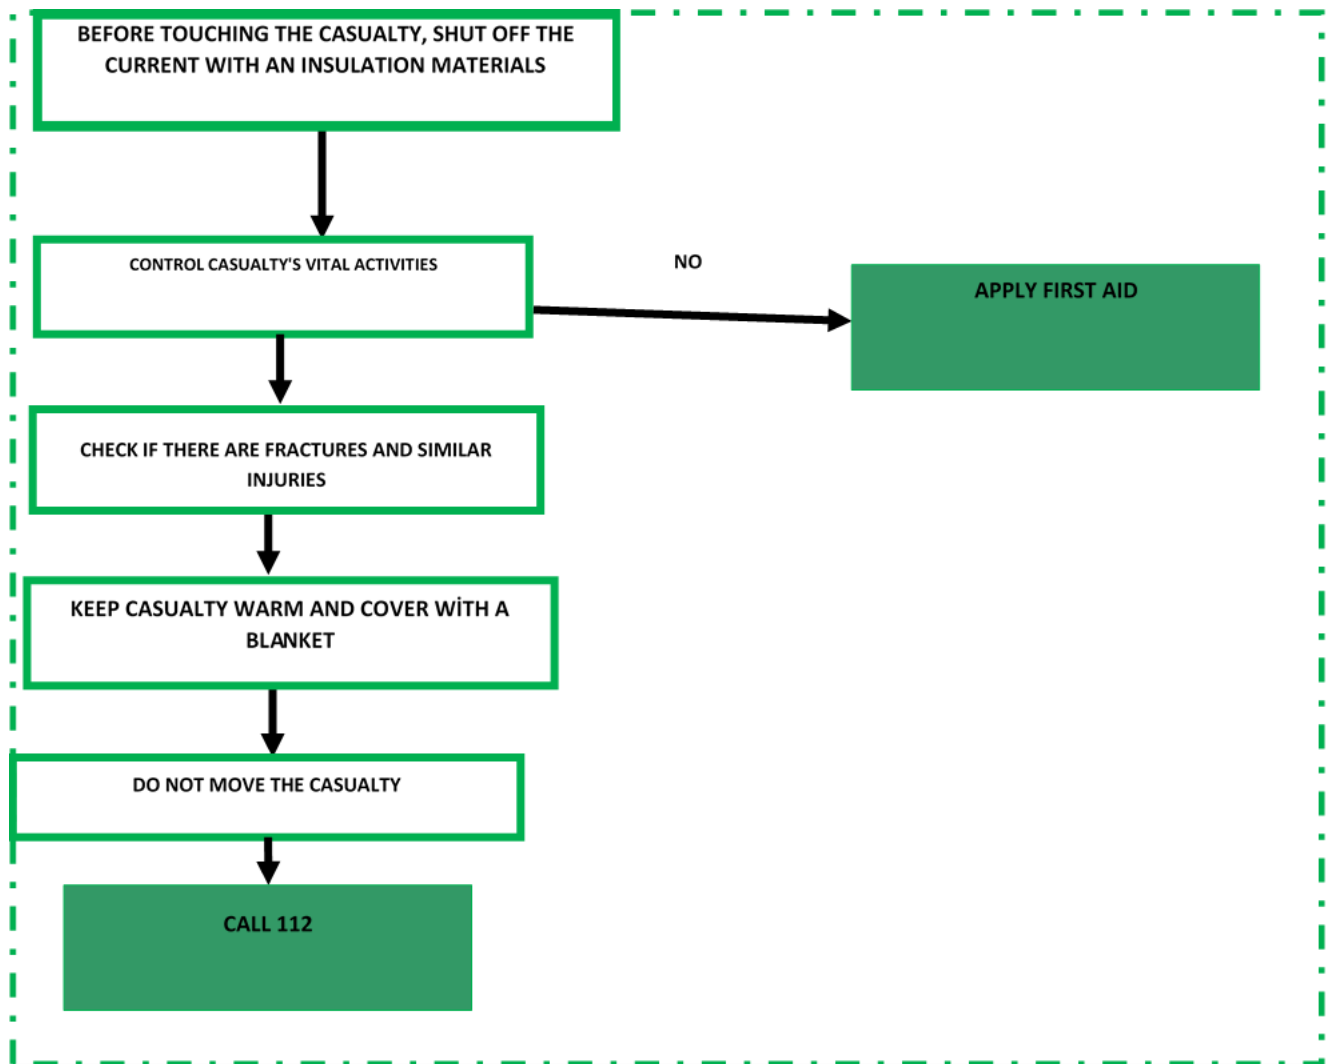 BEFORE TOUCHING THE CASUALTY, SHUT OFF THE
CURRENT WITH AN INSULATION MATERIALS
CONTROL CASUALTY'S VITAL ACTIVITIES
NO
APPLY FIRST AID
CHECK IF THERE ARE FRACTURES AND SIMILAR
INJURIES
KEEP CASUALTY WARM AND COVER WİTH A
BLANKET
DO NOT MOVE THE CASUALTY
CALL 112